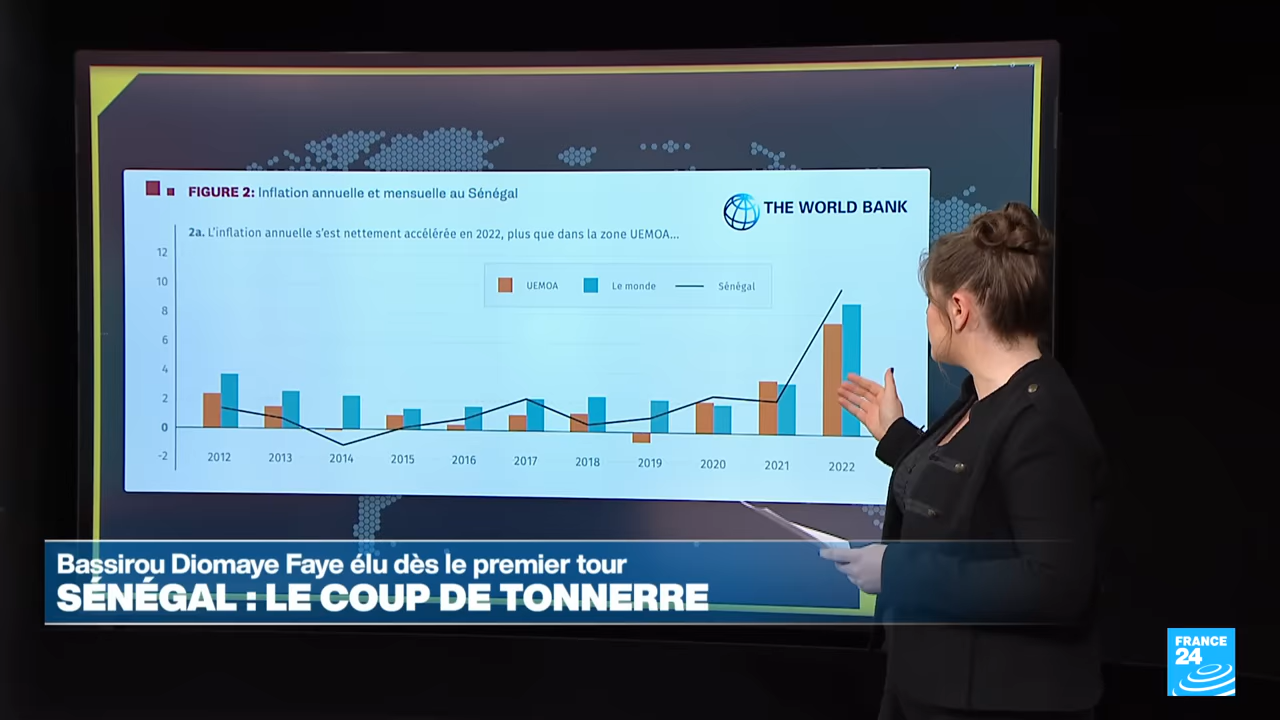 FIGURE 2: Inflation annuelle et mensuelle au Sénégal
THE WORLD BANK
2a. L'inflation annuelle s'est nettement accélérée en 2022, plus que dans la zone UEMOA...
UEMOA Le monde Sénégal
12
10
8
6
4
2
0
-2
2012 2013 2014 2015 2016 2017 2018 2019 2020 2021 2022
Bassirou Diomaye Faye élu dès le premier tour
SÉNÉGAL : LE COUP DE TONNERRE
FRANCE
24